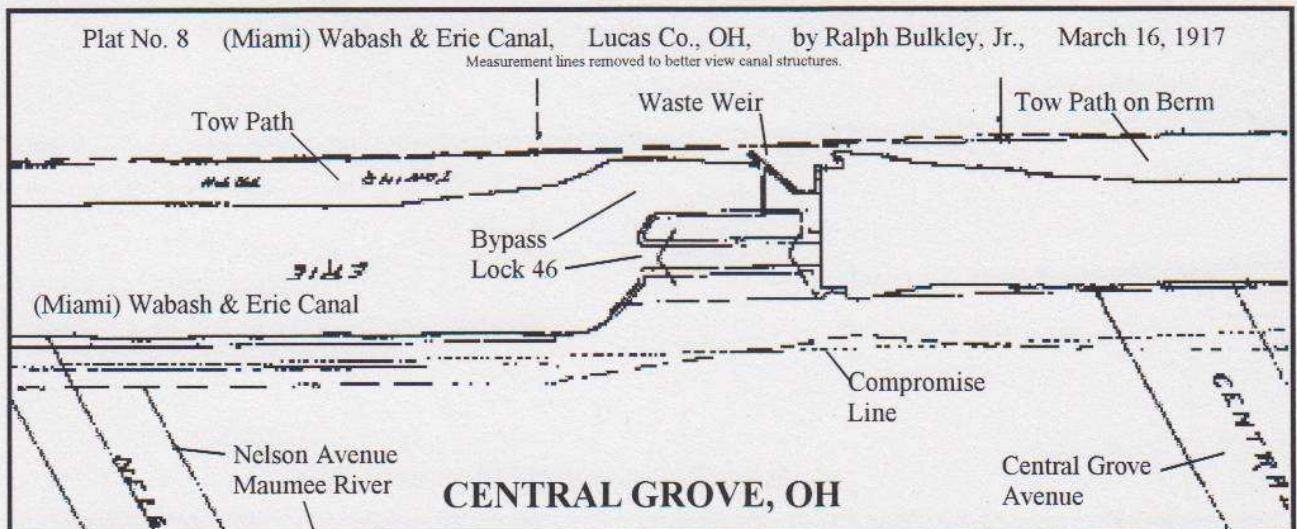 Plat No. 8 (Miami) Wabash & Erie Canal, Lucas Co., OH, by Ralph Bulkley, Jr., March 16, 1917
Measurement lines removed to better view canal structures.
Waste Weir
Tow Path on Berm
Tow Path
Bypass
Lock 46
(Miami) Wabash & Erie Canal
Compromise
Line
Nelson Avenue
Maumee River
Central Grove
Avenue
CENTRAL GROVE, OH
NELS
CENTRA